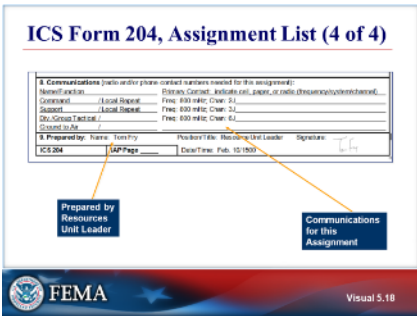 ICS Form 204, Assignment List (4 of 4)
8. Communications (radio and/or phone contact numbers needed for this assignment):
Name/Function Primary Contact: indicate cell, pager, or radio (frequency/system/channel)
Command / Local Repeat Freq: 800 mHz; Chan:
Support / Local Repeat Freq: 800 mHz; Chan:
Div./Group Tactical / Freq: 800 mHz; Chan:
Ground to Air /
9. Prepared by: Name: Tom Fry Position/Title: Resource Unit Leader Signature: TF
ICS 204 IAP Page _____ Date/Time: Feb. 10/1500
Prepared by
Resources
Unit Leader
Communications
for this
Assignment
FEMA
Visual 5.18